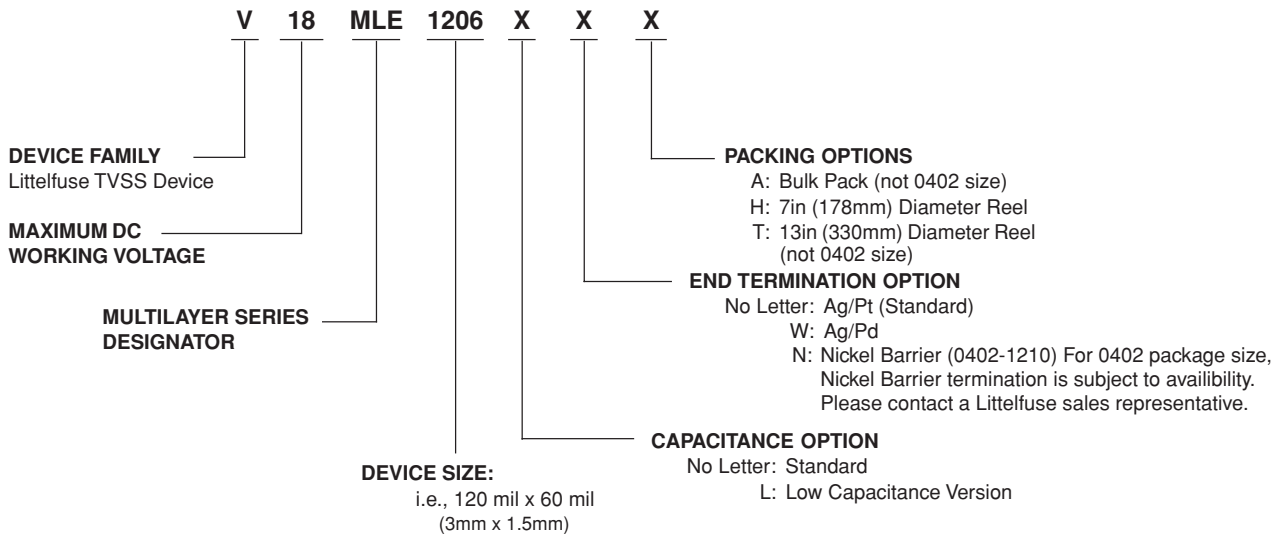 V 18 MLE 1206 X X X
DEVICE FAMILY
Littelfuse TVSS Device
MAXIMUM DC
WORKING VOLTAGE
MULTILAYER SERIES
DESIGNATOR
DEVICE SIZE:
i.e., 120 mil x 60 mil
(3mm x 1.5mm)
PACKING OPTIONS
A: Bulk Pack (not 0402 size)
H: 7in (178mm) Diameter Reel
T: 13in (330mm) Diameter Reel
(not 0402 size)
END TERMINATION OPTION
No Letter: Ag/Pt (Standard)
W: Ag/Pd
N: Nickel Barrier (0402-1210) For 0402 package size,
Nickel Barrier termination is subject to availibility.
Please contact a Littelfuse sales representative.
CAPACITANCE OPTION
No Letter: Standard
L: Low Capacitance Version